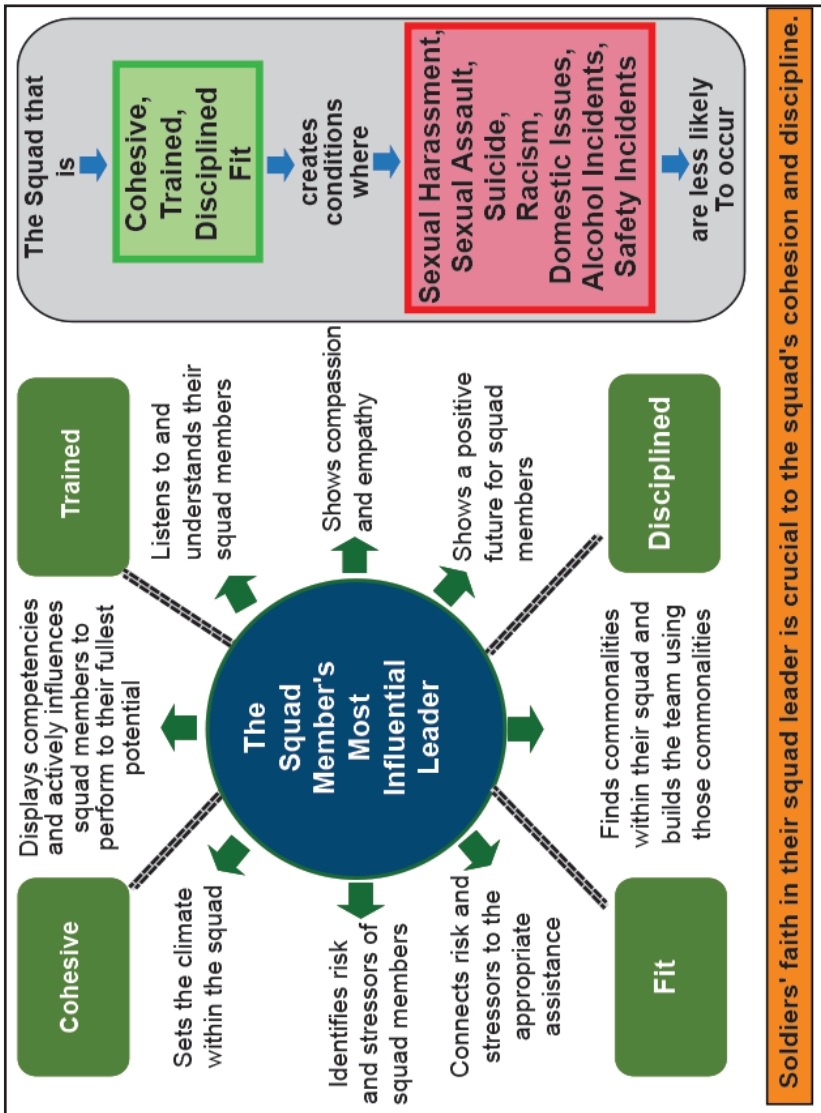 Cohesive
Displays competencies
and actively influences
squad members to
perform to their fullest
potential
Trained
Sets the climate
within the squad
Listens to and
understands their
squad members
Identifies risk
and stressors of
squad members
The
Squad
Member's
Most
Influential
Leader
Shows compassion
and empathy
Connects risk and
stressors to the
appropriate
assistance
Shows a positive
future for squad
members
Fit
Finds commonalities
within their squad and
builds the team using
those commonalities
Disciplined
The Squad that
is
Cohesive,
Trained,
Disciplined
Fit
creates
conditions
where
Sexual Harassment,
Sexual Assault,
Suicide,
Racism,
Domestic Issues,
Alcohol Incidents,
Safety Incidents
are less likely
To occur
Soldiers' faith in their squad leader is crucial to the squad's cohesion and discipline.